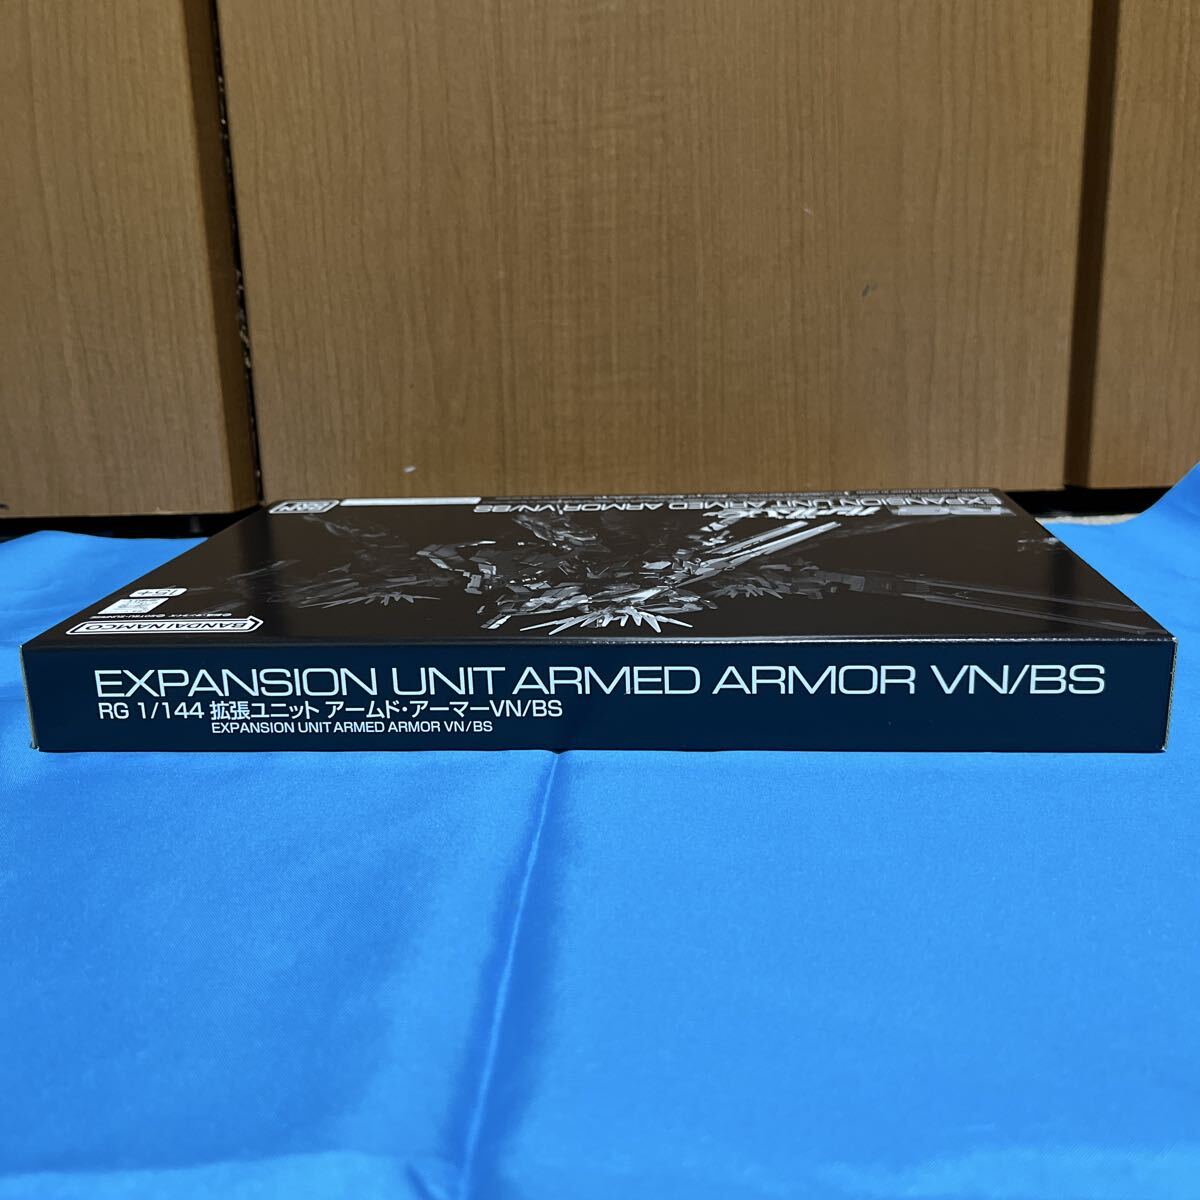 EXPANSION UNIT ARMED ARMOR VN/BS
15+
BANDAI NAMCO
EXPANSION UNIT ARMED ARMOR VN/BS
RG 1/144 拡張ユニット アームド・アーマーVN/BS
EXPANSION UNIT ARMED ARMOR VN/BS